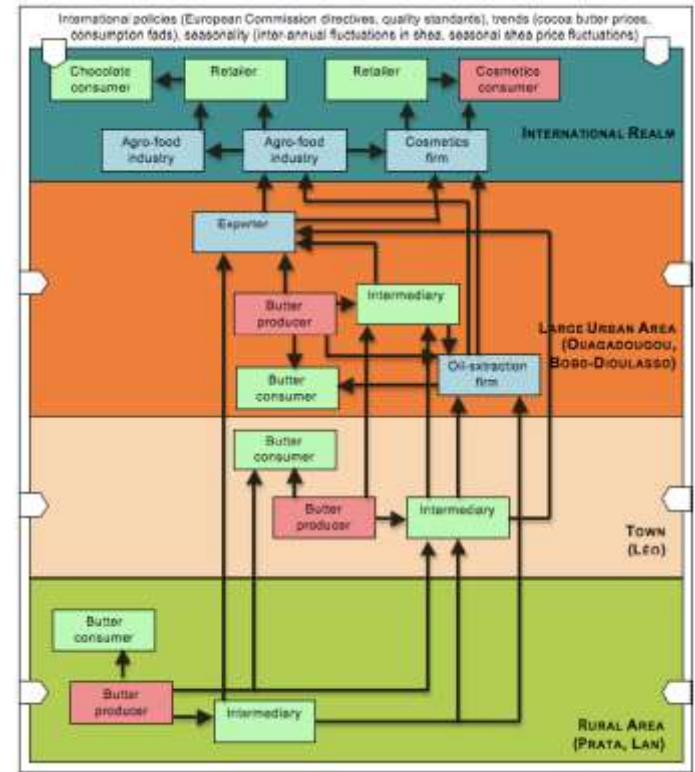 International policies (European Commission directives, quality standards), trends (cocoa butter prices,
consumption fads), seasonality (inter-annual fluctuations in shea, seasonal shea price fluctuations)
Chocolate
consumer
Retailer
Retailer
Cosmetics
consumer
Agro-food
industry
Agro-food
industry
Cosmetics
firm
INTERNATIONAL REALM
Exporter
Butter
producer
Intermediary
LARGE URBAN AREA
(OUAGADOUGOU,
BOBO-DIOULASSO)
Oil-extraction
firm
Butter
consumer
Butter
consumer
Butter
producer
Intermediary
TOWN
(LÉO)
Butter
consumer
Butter
producer
Intermediary
RURAL AREA
(PRATA, LAN)